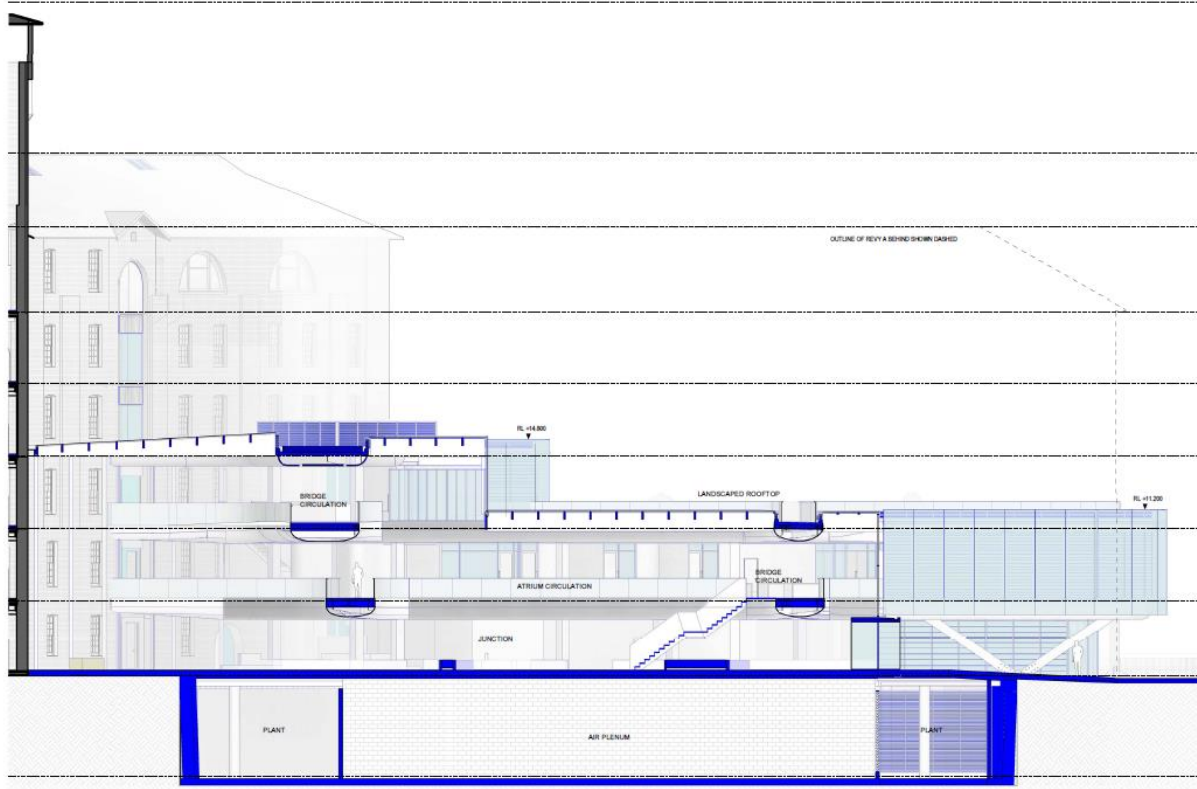 OUTLINE OF REVY A BEHIND SHOWN DASHED
RL +14.800
BRIDGE
CIRCULATION
LANDSCAPED ROOFTOP
RL +11.200
ATRIUM CIRCULATION
BRIDGE
CIRCULATION
JUNCTION
PLANT
AIR PLENUM
PLANT